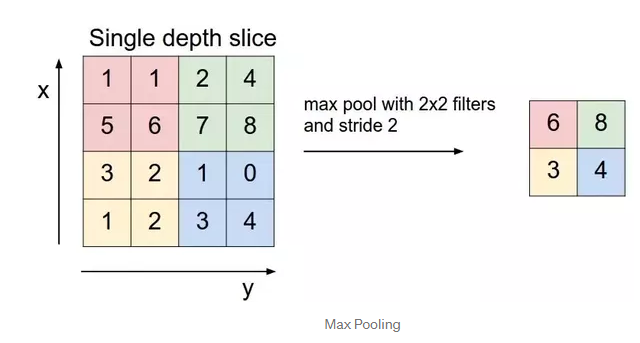 Single depth slice
x
1 1 2 4
5 6 7 8
3 2 1 0
1 2 3 4
y
max pool with 2x2 filters
and stride 2
6 8
3 4
Max Pooling